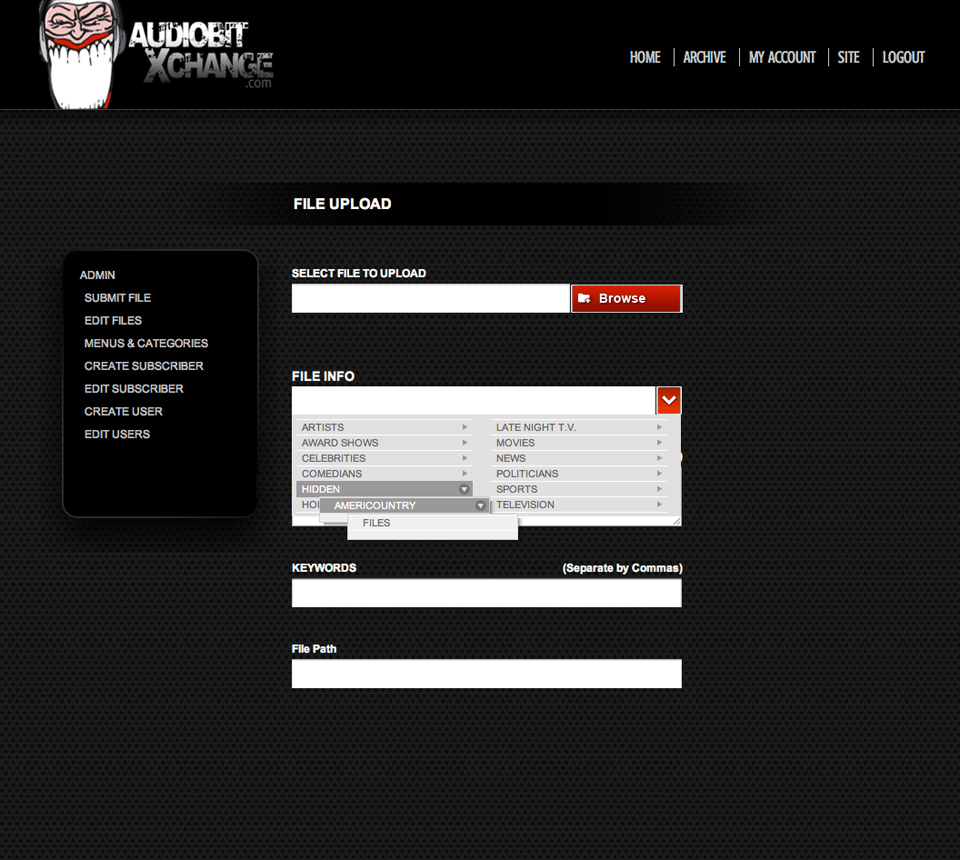 AUDIOBIT
XCHANGE
.com
HOME
ARCHIVE
MY ACCOUNT
SITE
LOGOUT
FILE UPLOAD
ADMIN
SUBMIT FILE
EDIT FILES
MENUS & CATEGORIES
CREATE SUBSCRIBER
EDIT SUBSCRIBER
CREATE USER
EDIT USERS
SELECT FILE TO UPLOAD
Browse
FILE INFO
ARTISTS
AWARD SHOWS
CELEBRITIES
COMEDIANS
HIDDEN
AMERICOUNTRY
FILES
LATE NIGHT T.V.
MOVIES
NEWS
POLITICIANS
SPORTS
TELEVISION
KEYWORDS (Separate by Commas)
File Path